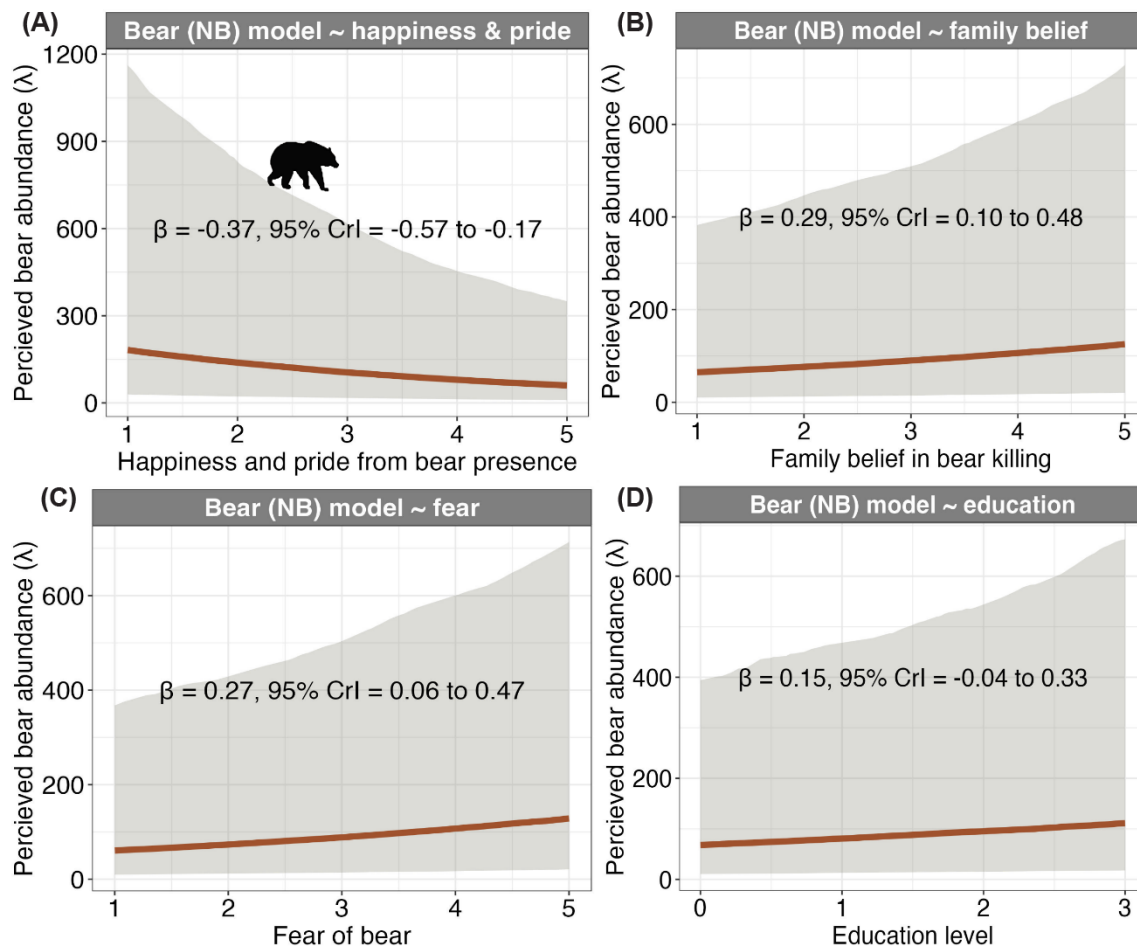 (A)
Bear (NB) model ~ happiness & pride
Percieved bear abundance (λ)
1200
900
600
300
0
β = -0.37, 95% CrI = -0.57 to -0.17
1 2 3 4 5
Happiness and pride from bear presence
(B)
Bear (NB) model ~ family belief
Percieved bear abundance (λ)
600
400
200
0
β = 0.29, 95% CrI = 0.10 to 0.48
1 2 3 4 5
Family belief in bear killing
(C)
Bear (NB) model ~ fear
Percieved bear abundance (λ)
600
400
200
0
β = 0.27, 95% CrI = 0.06 to 0.47
1 2 3 4 5
Fear of bear
(D)
Bear (NB) model ~ education
Percieved bear abundance (λ)
600
400
200
0
β = 0.15, 95% CrI = -0.04 to 0.33
0 1 2 3
Education level